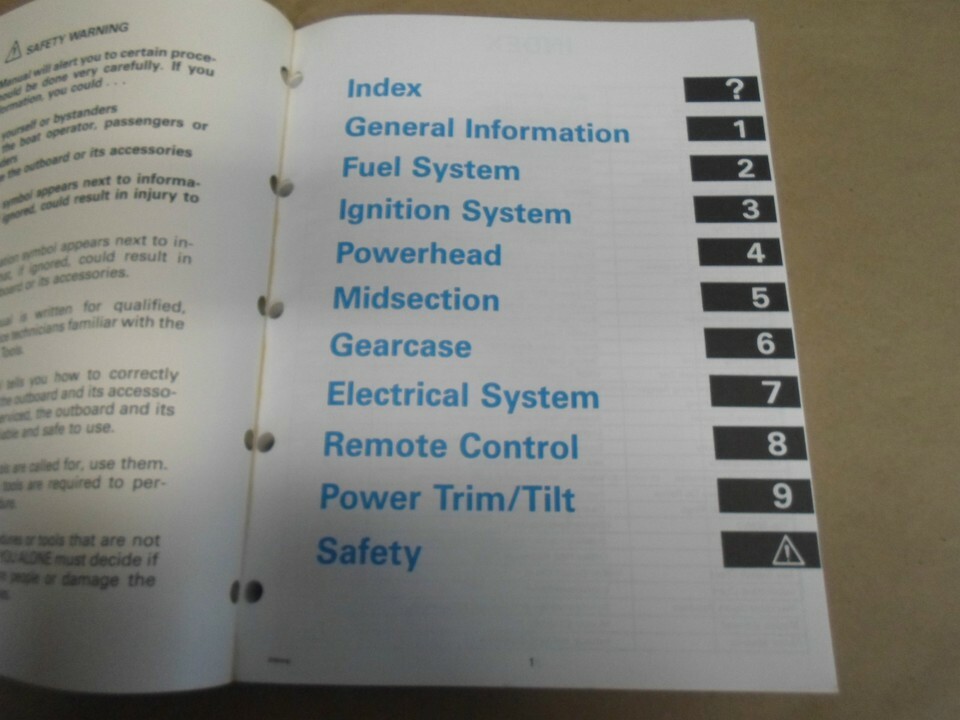 SAFETY WARNING
Manual will alert you to certain proce-
should be done very carefully. If you
formation, you could . . .
yourself or bystanders
the boat operator, passengers or
ders
the outboard or its accessories
symbol appears next to informa-
ignored, could result in injury to
symbol appears next to in-
that, if ignored, could result in
board or its accessories.
is written for qualified,
technicians familiar with the
Tools.
tells you how to correctly
the outboard and its accesso-
serviced, the outboard and its
and safe to use.
are called for, use them.
tools are required to per-
or tools that are not
YOU ALONE must decide if
people or damage the
Index ?
General Information 1
Fuel System 2
Ignition System 3
Powerhead 4
Midsection 5
Gearcase 6
Electrical System 7
Remote Control 8
Power Trim/Tilt 9
Safety
1
INDEX